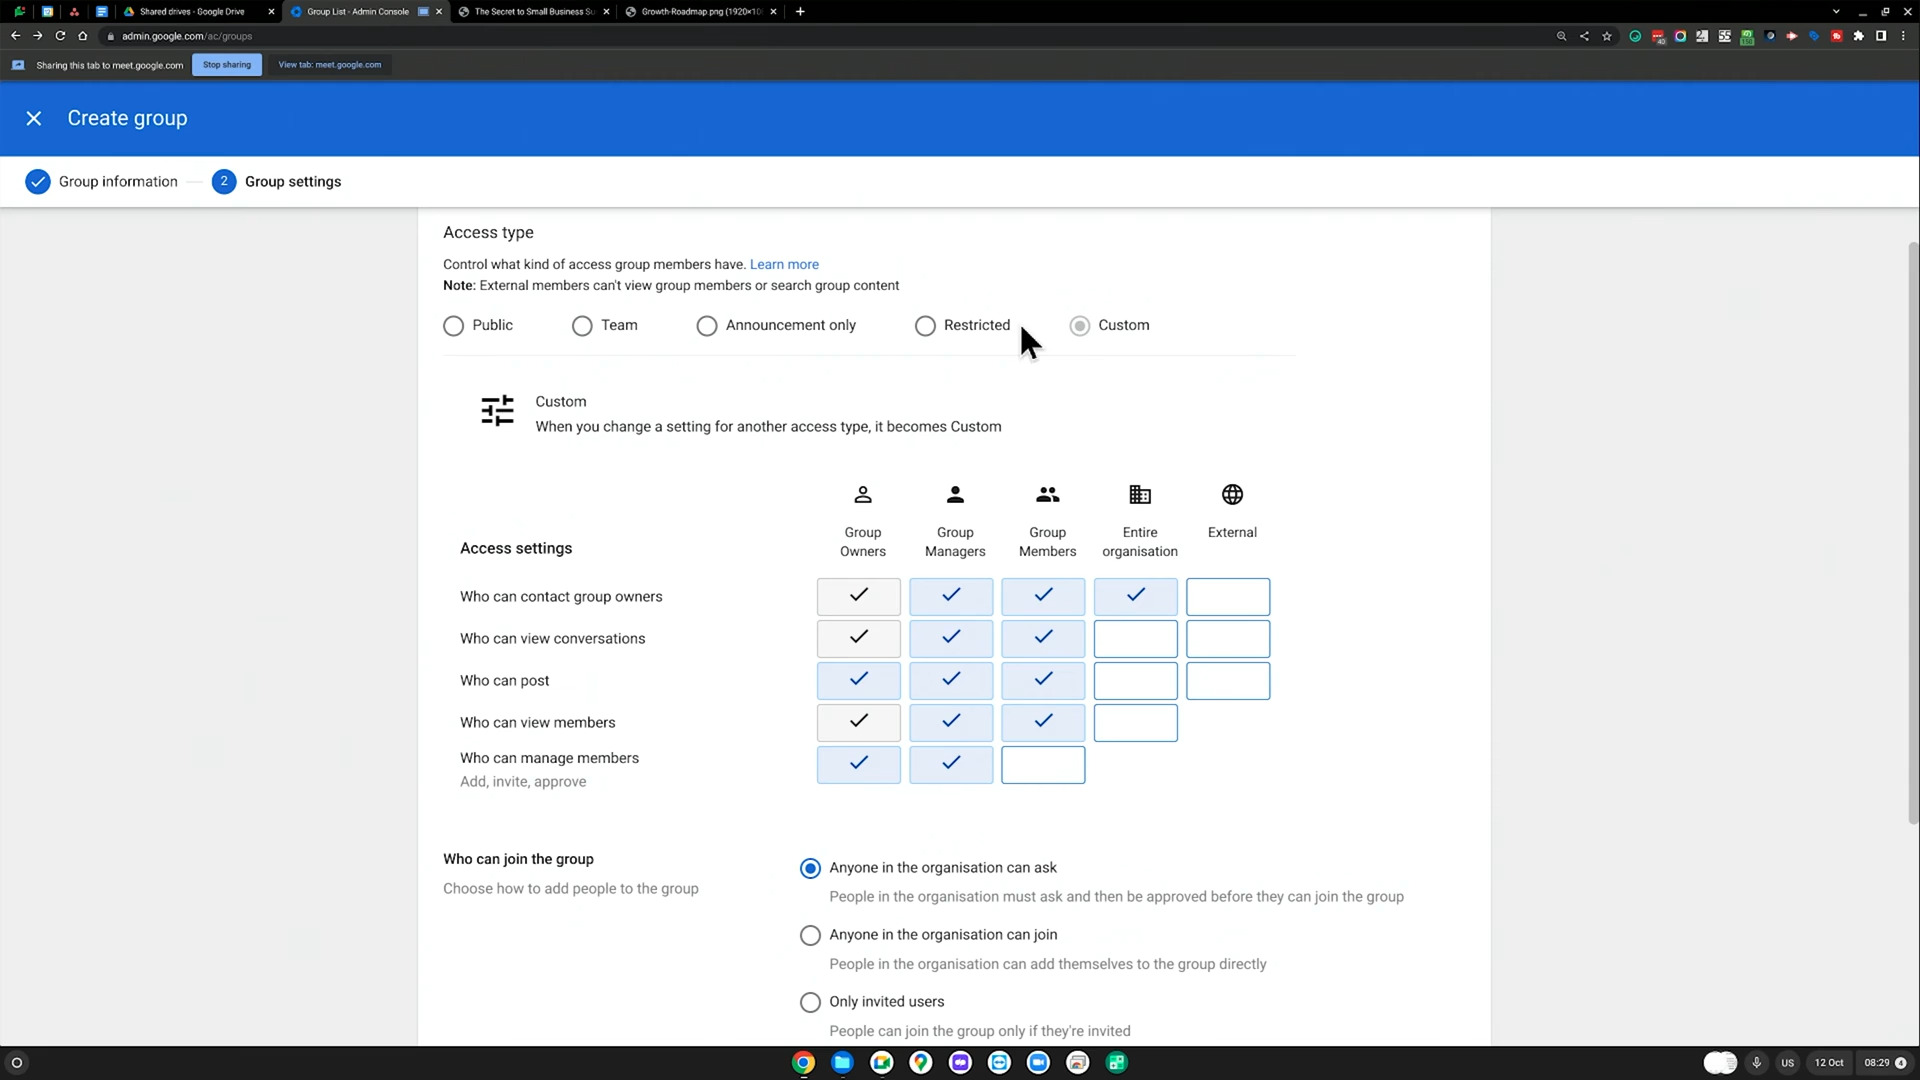 Shared drives - Google Drive
Group List - Admin Console
The Secret to Small Business Su
Growth-Roadmap.png (1920×10
admin.google.com/ac/groups
Sharing this tab to meet.google.com
Stop sharing
View tab: meet.google.com
Create group
Group information
2
Group settings
Access type
Control what kind of access group members have. Learn more
Note: External members can't view group members or search group content
Public
Team
Announcement only
Restricted
Custom
Custom
When you change a setting for another access type, it becomes Custom
Access settings
Group Owners
Group Managers
Group Members
Entire organisation
External
Who can contact group owners
Who can view conversations
Who can post
Who can view members
Who can manage members
Add, invite, approve
Who can join the group
Choose how to add people to the group
Anyone in the organisation can ask
People in the organisation must ask and then be approved before they can join the group
Anyone in the organisation can join
People in the organisation can add themselves to the group directly
Only invited users
People can join the group only if they're invited
US
12 Oct
08:29
4